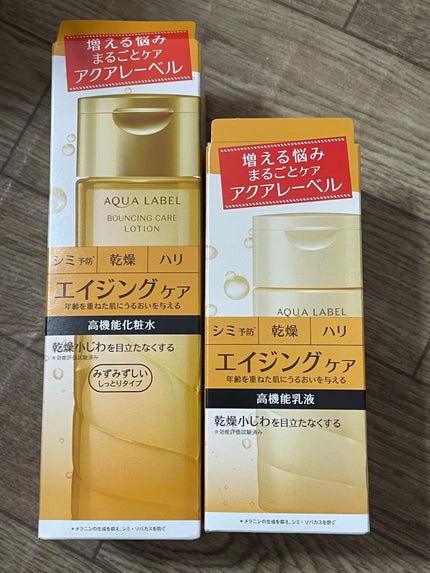 増える悩み
まるごとケア
アクアレーベル
AQUA LABEL
BOUNCING CARE
LOTION
シミ予防* 乾燥 ハリ
エイジングケア
年齢を重ねた肌にうるおいを与える
高機能化粧水
乾燥小じわを目立たなくする
※効能評価試験済み
みずみずしい
しっとりタイプ
*メラニンの生成を抑え、シミ・ソバカスを防ぐ
増える悩み
まるごとケア
アクアレーベル
AQUA LABEL
シミ予防* 乾燥 ハリ
エイジングケア
年齢を重ねた肌にうるおいを与える
高機能乳液
乾燥小じわを目立たなくする
※効能評価試験済み
*メラニンの生成を抑え、シミ・ソバカスを防ぐ